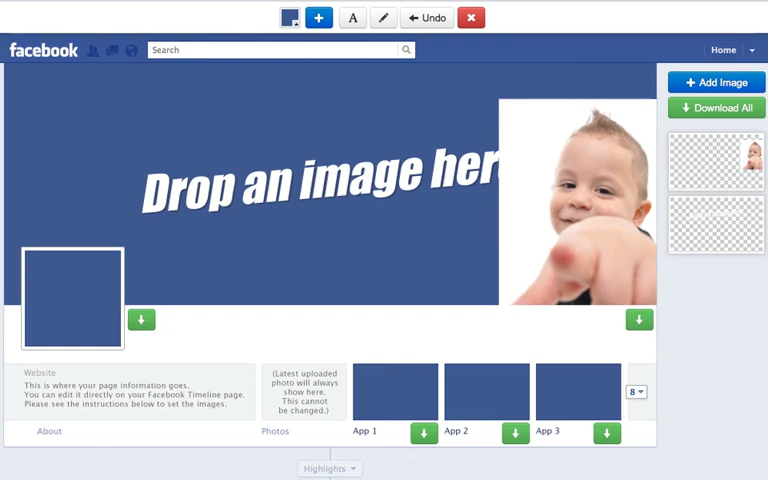 A
Undo
facebook
Search
Home
Add Image
Download All
Drop an image her
Website
This is where your page information goes.
You can edit it directly on your Facebook Timeline page.
Please see the instructions below to set the images.
(Latest uploaded
photo will always
show here.
This cannot
be changed.)
8
About
Photos
App 1
App 2
App 3
Highlights